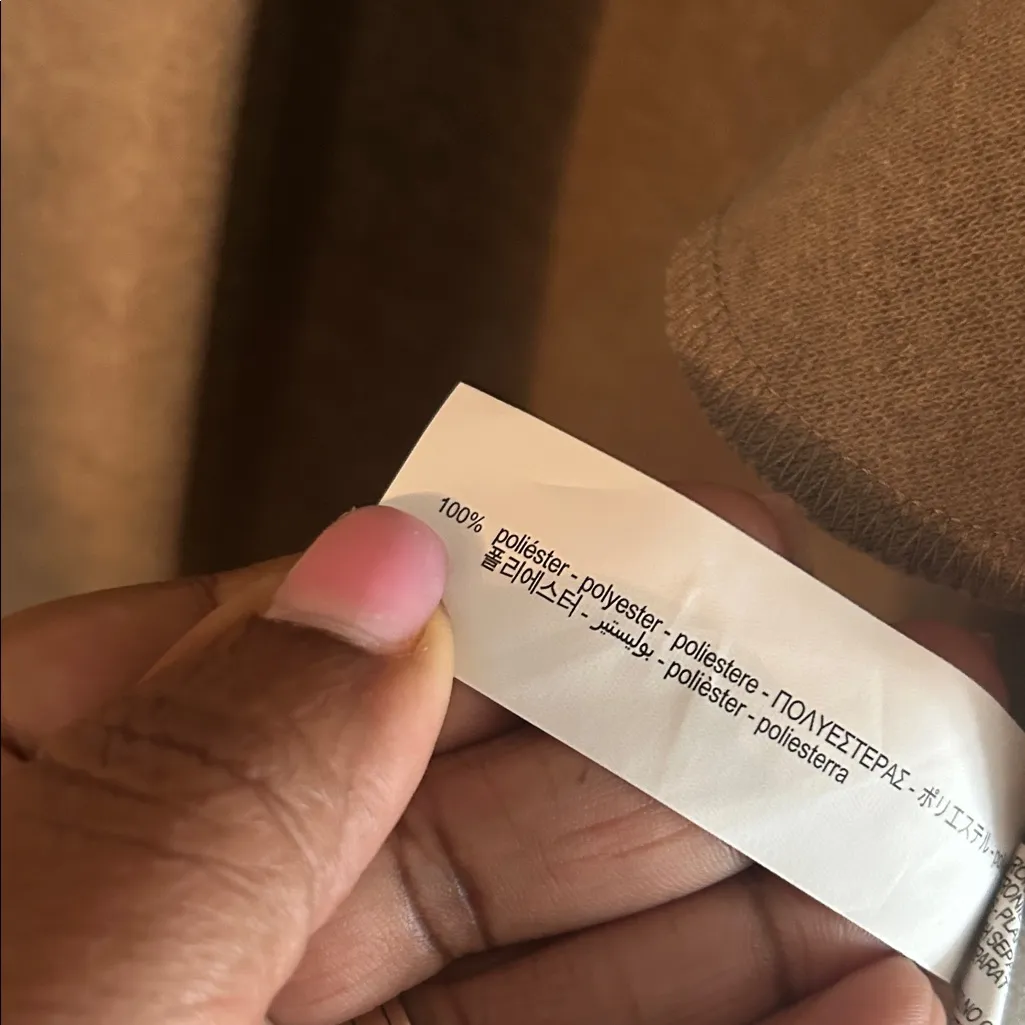 100% poliéster - polyester - poliestere - ΠΟΛΥΕΣΤΕΡΑΣ - ポリエステル -
폴리에스터 - بوليستير - polièster - poliesterra